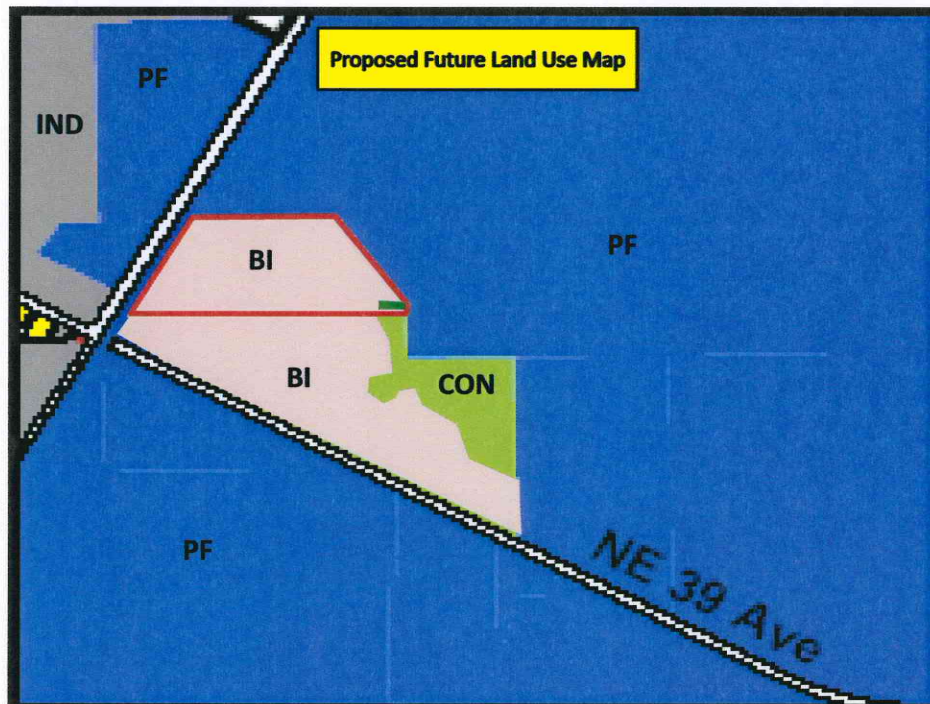 Proposed Future Land Use Map
PF
IND
BI
PF
BI
CON
PF
NE 39 Ave